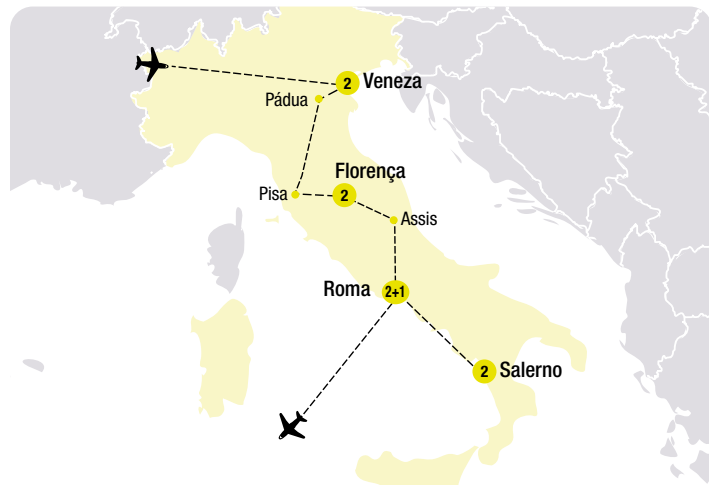 2 Veneza
Pádua
Florença
Pisa
2
Assis
Roma 2+1
2 Salerno